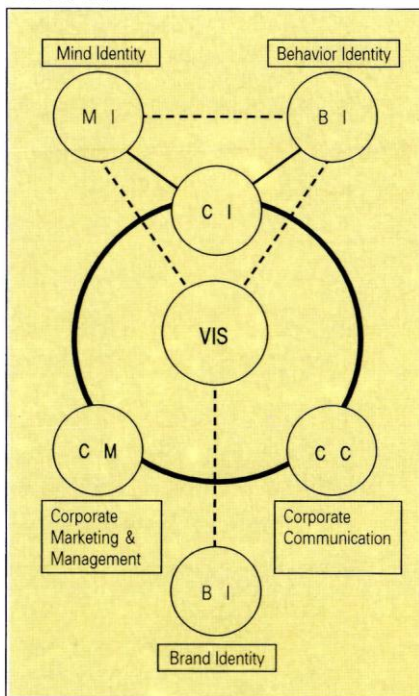 Mind Identity
Behavior Identity
M I
B I
C I
VIS
C M
C C
Corporate
Marketing &
Management
Corporate
Communication
B I
Brand Identity